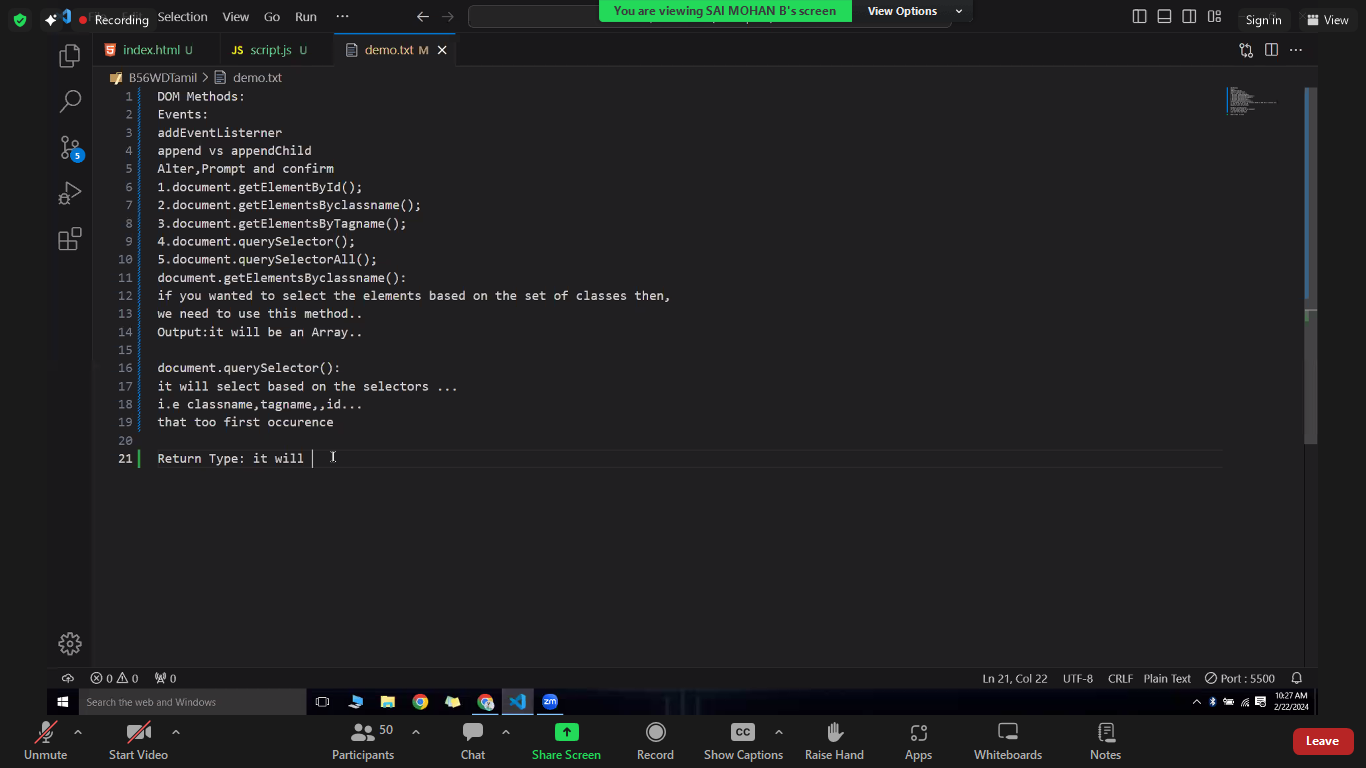 Recording
Selection View Go Run ...
You are viewing SAI MOHAN B's screen
View Options
Sign in
View
index.html U
JS script.js U
demo.txt M
B56WDTamil > demo.txt
1 DOM Methods:
2 Events:
3 addEventListerner
4 append vs appendChild
5 Alter,Prompt and confirm
6 1.document.getElementById();
7 2.document.getElementsByclassname();
8 3.document.getElementsByTagname();
9 4.document.querySelector();
10 5.document.querySelectorAll();
11 document.getElementsByclassname():
12 if you wanted to select the elements based on the set of classes then,
13 we need to use this method..
14 Output:it will be an Array..
15
16 document.querySelector():
17 it will select based on the selectors ...
18 i.e classname,tagname,,id...
19 that too first occurence
20
21 Return Type: it will
5
0 0 0
Ln 21, Col 22 UTF-8 CRLF Plain Text Port : 5500
Search the web and Windows
zm
10:27 AM
2/22/2024
50
CC
Unmute Start Video Participants Chat Share Screen Record Show Captions Raise Hand Apps Whiteboards Notes
Leave